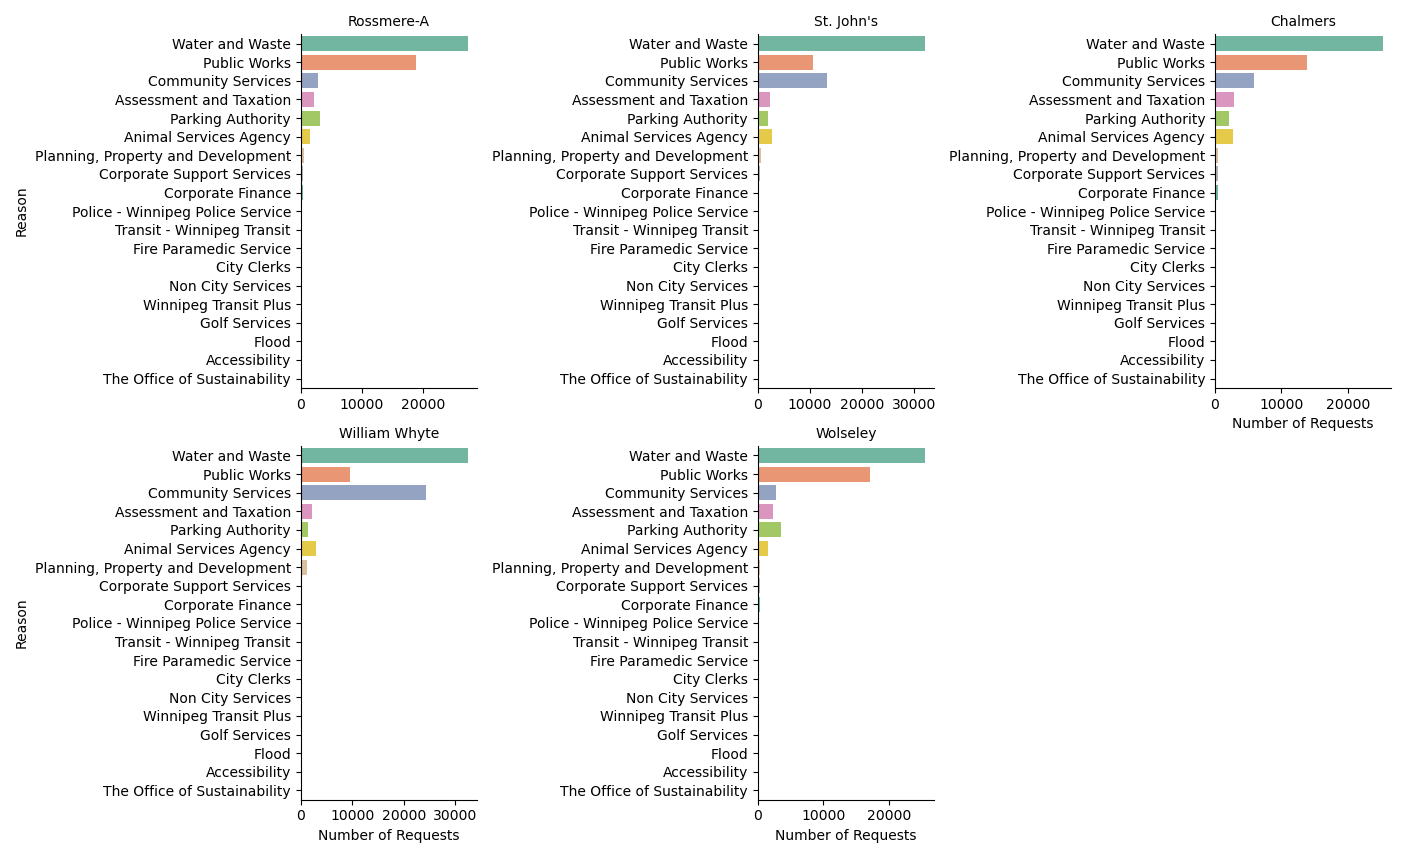 Rossmere-A
Reason
Water and Waste
Public Works
Community Services
Assessment and Taxation
Parking Authority
Animal Services Agency
Planning, Property and Development
Corporate Support Services
Corporate Finance
Police - Winnipeg Police Service
Transit - Winnipeg Transit
Fire Paramedic Service
City Clerks
Non City Services
Winnipeg Transit Plus
Golf Services
Flood
Accessibility
The Office of Sustainability
0 10000 20000
St. John's
Water and Waste
Public Works
Community Services
Assessment and Taxation
Parking Authority
Animal Services Agency
Planning, Property and Development
Corporate Support Services
Corporate Finance
Police - Winnipeg Police Service
Transit - Winnipeg Transit
Fire Paramedic Service
City Clerks
Non City Services
Winnipeg Transit Plus
Golf Services
Flood
Accessibility
The Office of Sustainability
0 10000 20000 30000
Chalmers
Water and Waste
Public Works
Community Services
Assessment and Taxation
Parking Authority
Animal Services Agency
Planning, Property and Development
Corporate Support Services
Corporate Finance
Police - Winnipeg Police Service
Transit - Winnipeg Transit
Fire Paramedic Service
City Clerks
Non City Services
Winnipeg Transit Plus
Golf Services
Flood
Accessibility
The Office of Sustainability
0 10000 20000
Number of Requests
William Whyte
Reason
Water and Waste
Public Works
Community Services
Assessment and Taxation
Parking Authority
Animal Services Agency
Planning, Property and Development
Corporate Support Services
Corporate Finance
Police - Winnipeg Police Service
Transit - Winnipeg Transit
Fire Paramedic Service
City Clerks
Non City Services
Winnipeg Transit Plus
Golf Services
Flood
Accessibility
The Office of Sustainability
0 10000 20000 30000
Number of Requests
Wolseley
Water and Waste
Public Works
Community Services
Assessment and Taxation
Parking Authority
Animal Services Agency
Planning, Property and Development
Corporate Support Services
Corporate Finance
Police - Winnipeg Police Service
Transit - Winnipeg Transit
Fire Paramedic Service
City Clerks
Non City Services
Winnipeg Transit Plus
Golf Services
Flood
Accessibility
The Office of Sustainability
0 10000 20000
Number of Requests